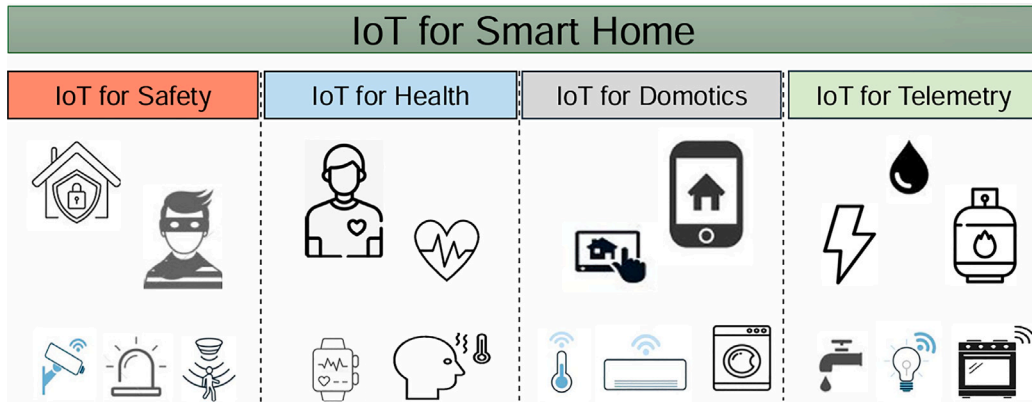 IoT for Smart Home
IoT for Safety
IoT for Health
IoT for Domotics
IoT for Telemetry